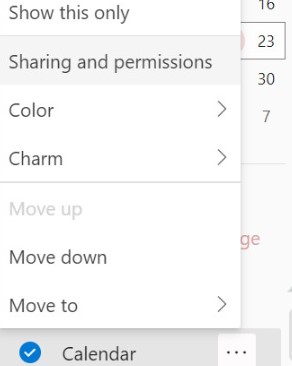 Show this only
16
Sharing and permissions
23
Color
30
Charm
7
Move up
ge
Move down
Move to
Calendar
...